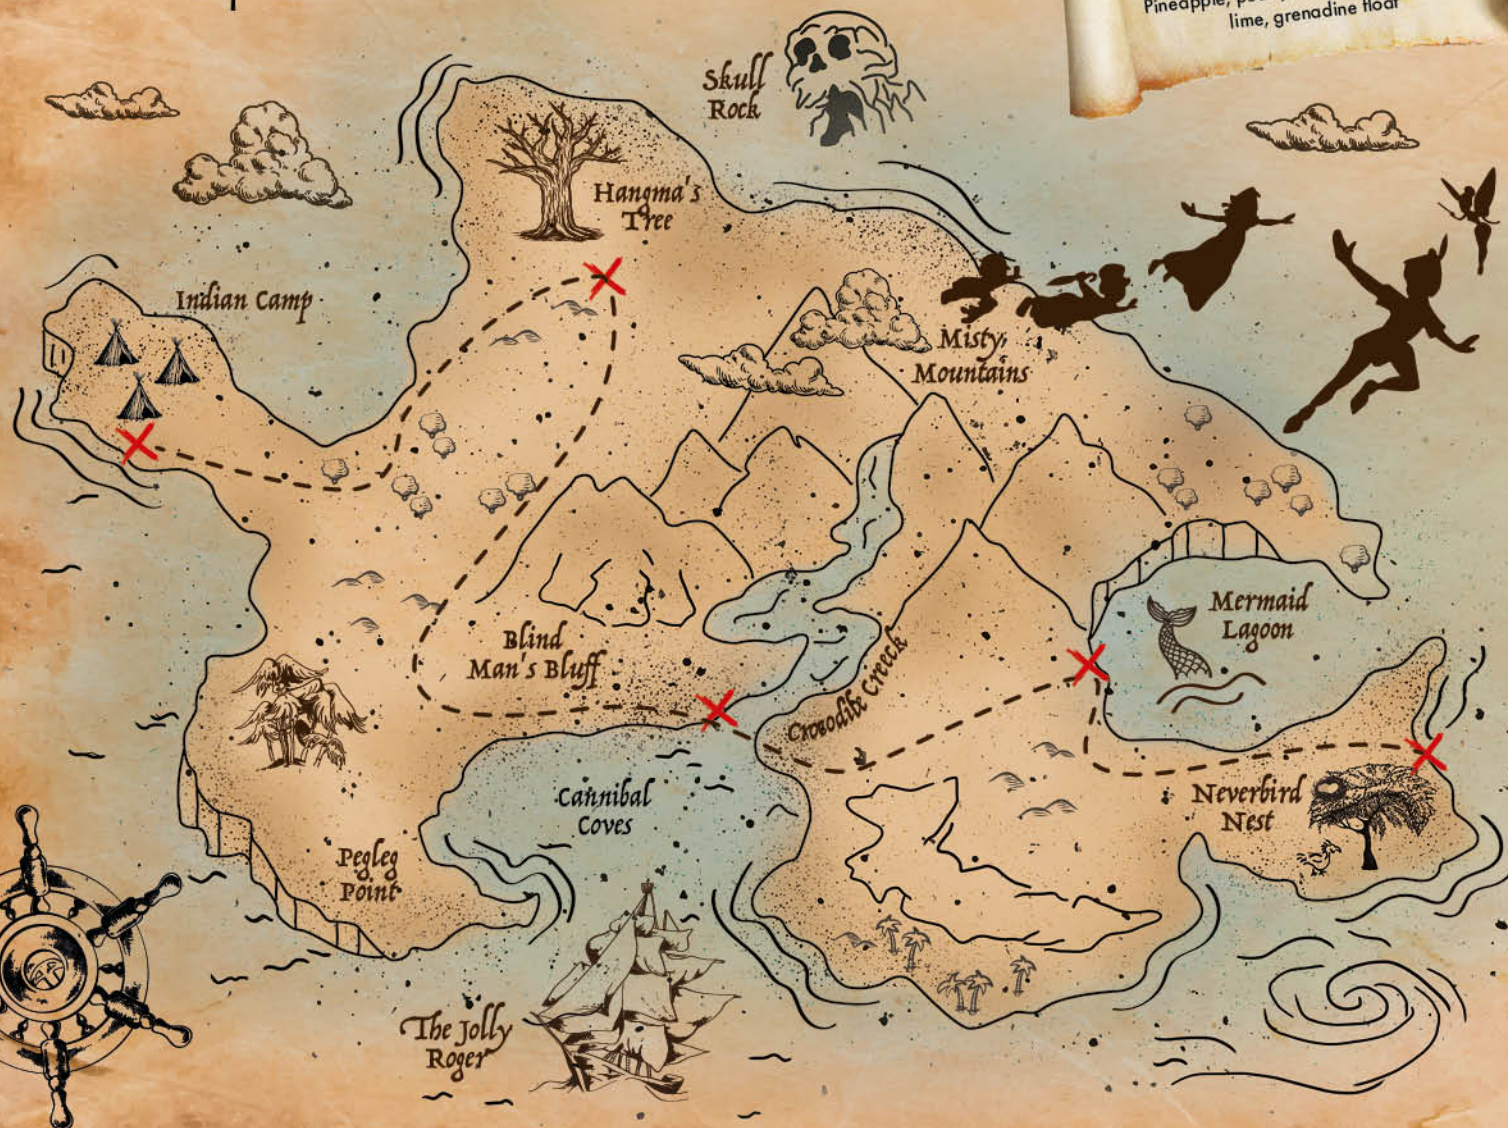 Pineapple,
lime, grenadine float
Skull
Rock
Hangma's
Tree
Indian Camp
Misty
Mountains
Mermaid
Lagoon
Blind
Man's Bluff
Crocodile Creeck
Cannibal
Coves
Neverbird
Nest
Pegleg
Point
The Jolly
Roger